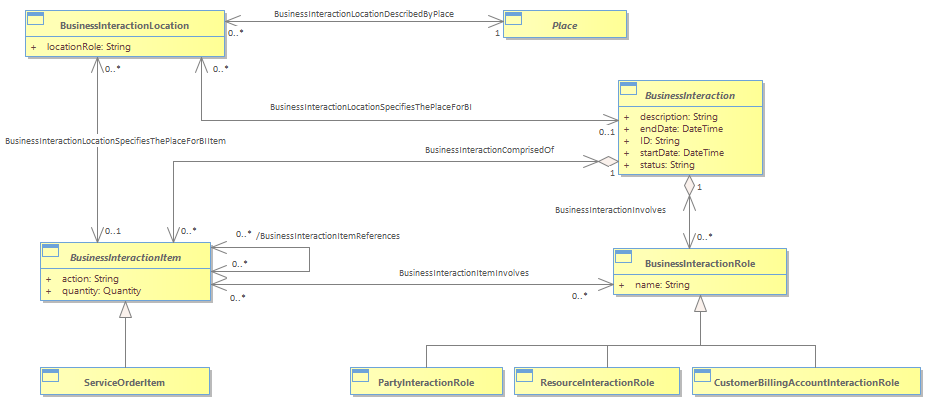 BusinessInteractionLocation
+ locationRole: String
BusinessInteractionLocationDescribedByPlace
0..*
1
Place
0..*
0..*
BusinessInteractionLocationSpecifiesThePlaceForBI
0..1
BusinessInteraction
+ description: String
+ endDate: DateTime
+ ID: String
+ startDate: DateTime
+ status: String
BusinessInteractionLocationSpecifiesThePlaceForBIItem
BusinessInteractionComprisedOf
1
1
BusinessInteractionInvolves
0..1
0..*
0..*
/BusinessInteractionItemReferences
0..*
0..*
BusinessInteractionItem
+ action: String
+ quantity: Quantity
BusinessInteractionItemInvolves
0..*
0..*
BusinessInteractionRole
+ name: String
ServiceOrderItem
PartyInteractionRole
ResourceInteractionRole
CustomerBillingAccountInteractionRole